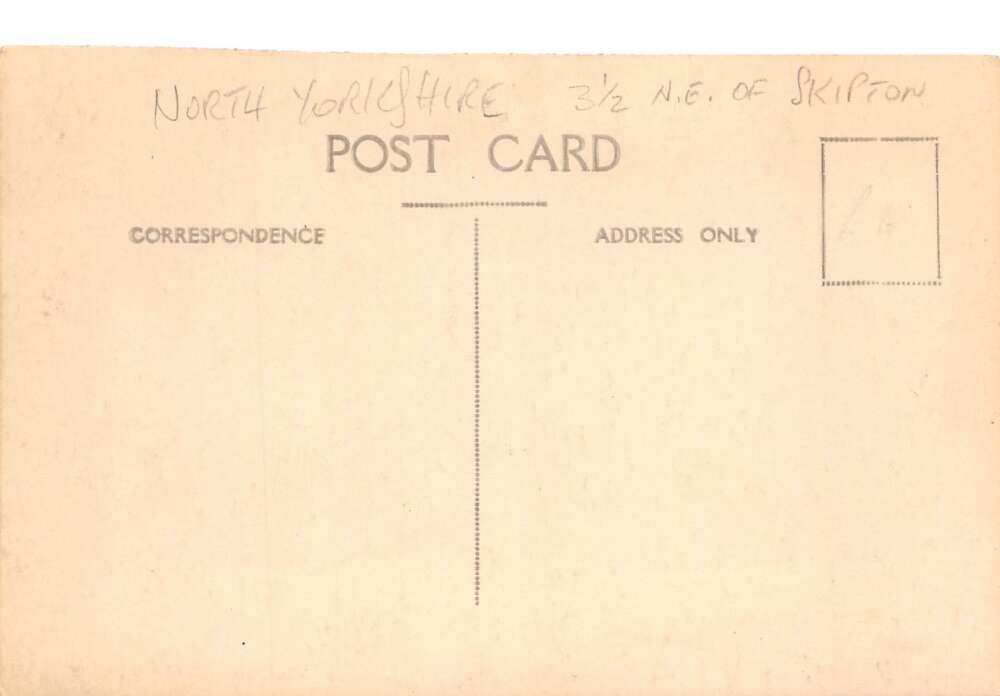 NORTH YORKSHIRE 3½ N.E. OF SKIPTON
POST CARD
CORRESPONDENCE
ADDRESS ONLY